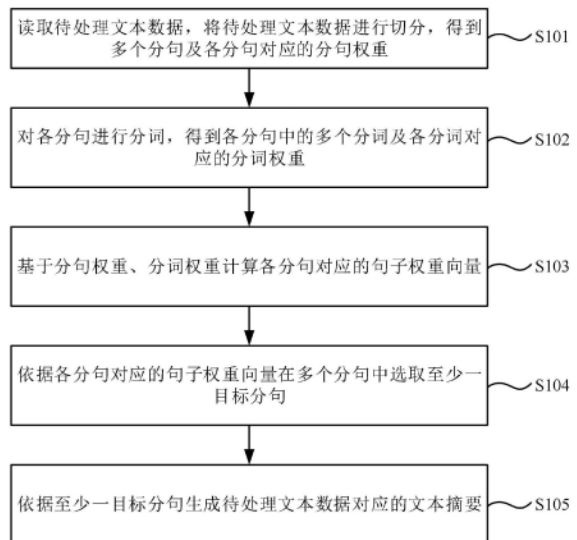 读取待处理文本数据，将待处理文本数据进行切分，得到
多个分句及各分句对应的分句权重
S101
对各分句进行分词，得到各分句中的多个分词及各分词对
应的分词权重
S102
基于分句权重、分词权重计算各分句对应的句子权重向量
S103
依据各分句对应的句子权重向量在多个分句中选取至少一
目标分句
S104
依据至少一目标分句生成待处理文本数据对应的文本摘要
S105